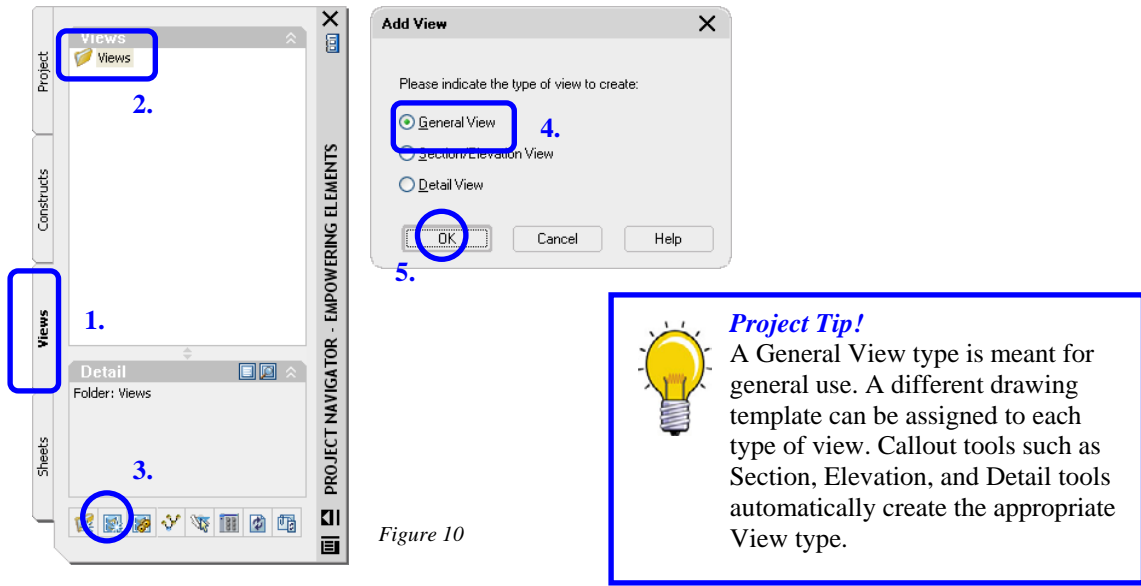 Project
Constructs
Views
Sheets
Views
Views
2.
1.
Detail
Folder: Views
3.
PROJECT NAVIGATOR - EMPOWERING ELEMENTS
Add View
Please indicate the type of view to create:
General View
4.
Section/Elevation View
Detail View
OK
Cancel
Help
5.
Figure 10
Project Tip!
A General View type is meant for
general use. A different drawing
template can be assigned to each
type of view. Callout tools such as
Section, Elevation, and Detail tools
automatically create the appropriate
View type.